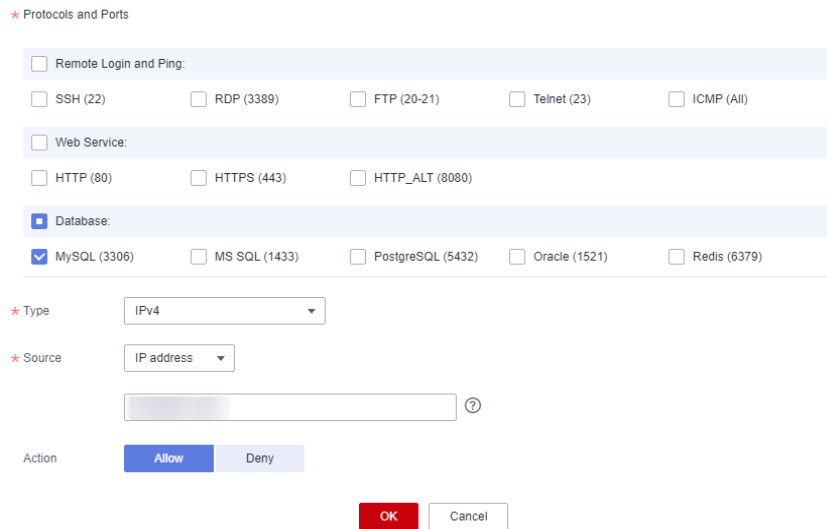 * Protocols and Ports
Remote Login and Ping:
SSH (22) RDP (3389) FTP (20-21) Telnet (23) ICMP (All)
Web Service:
HTTP (80) HTTPS (443) HTTP_ALT (8080)
Database:
MySQL (3306) MS SQL (1433) PostgreSQL (5432) Oracle (1521) Redis (6379)
* Type IPv4
* Source IP address
?
Action Allow Deny
OK Cancel